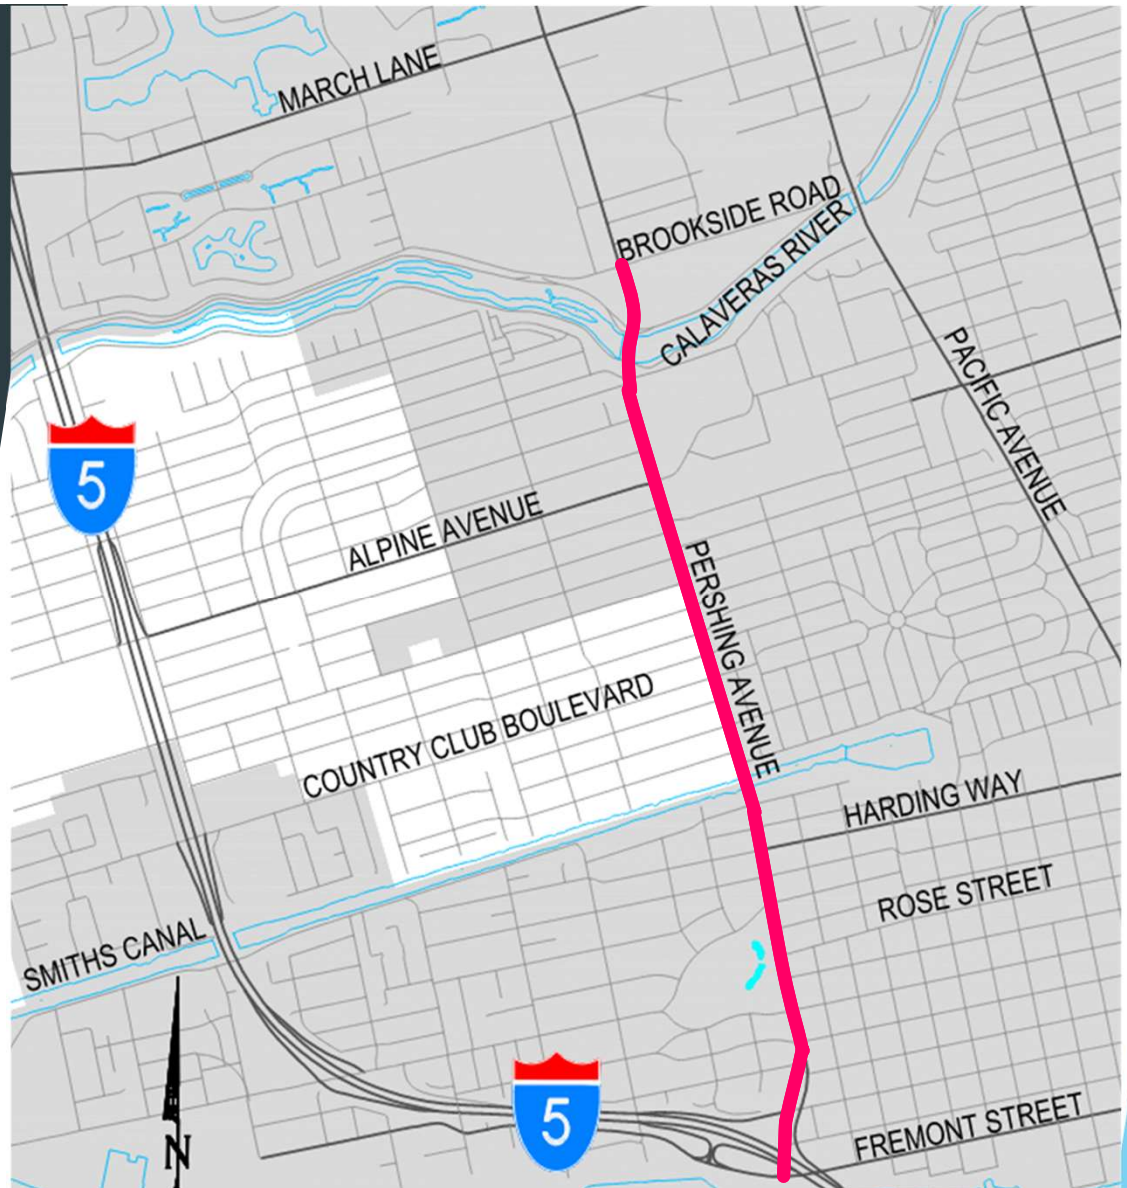 MARCH LANE
BROOKSIDE ROAD
CALAVERAS RIVER
PACIFIC AVENUE
5
ALPINE AVENUE
PERSHING AVENUE
COUNTRY CLUB BOULEVARD
HARDING WAY
ROSE STREET
SMITHS CANAL
5
FREMONT STREET
N